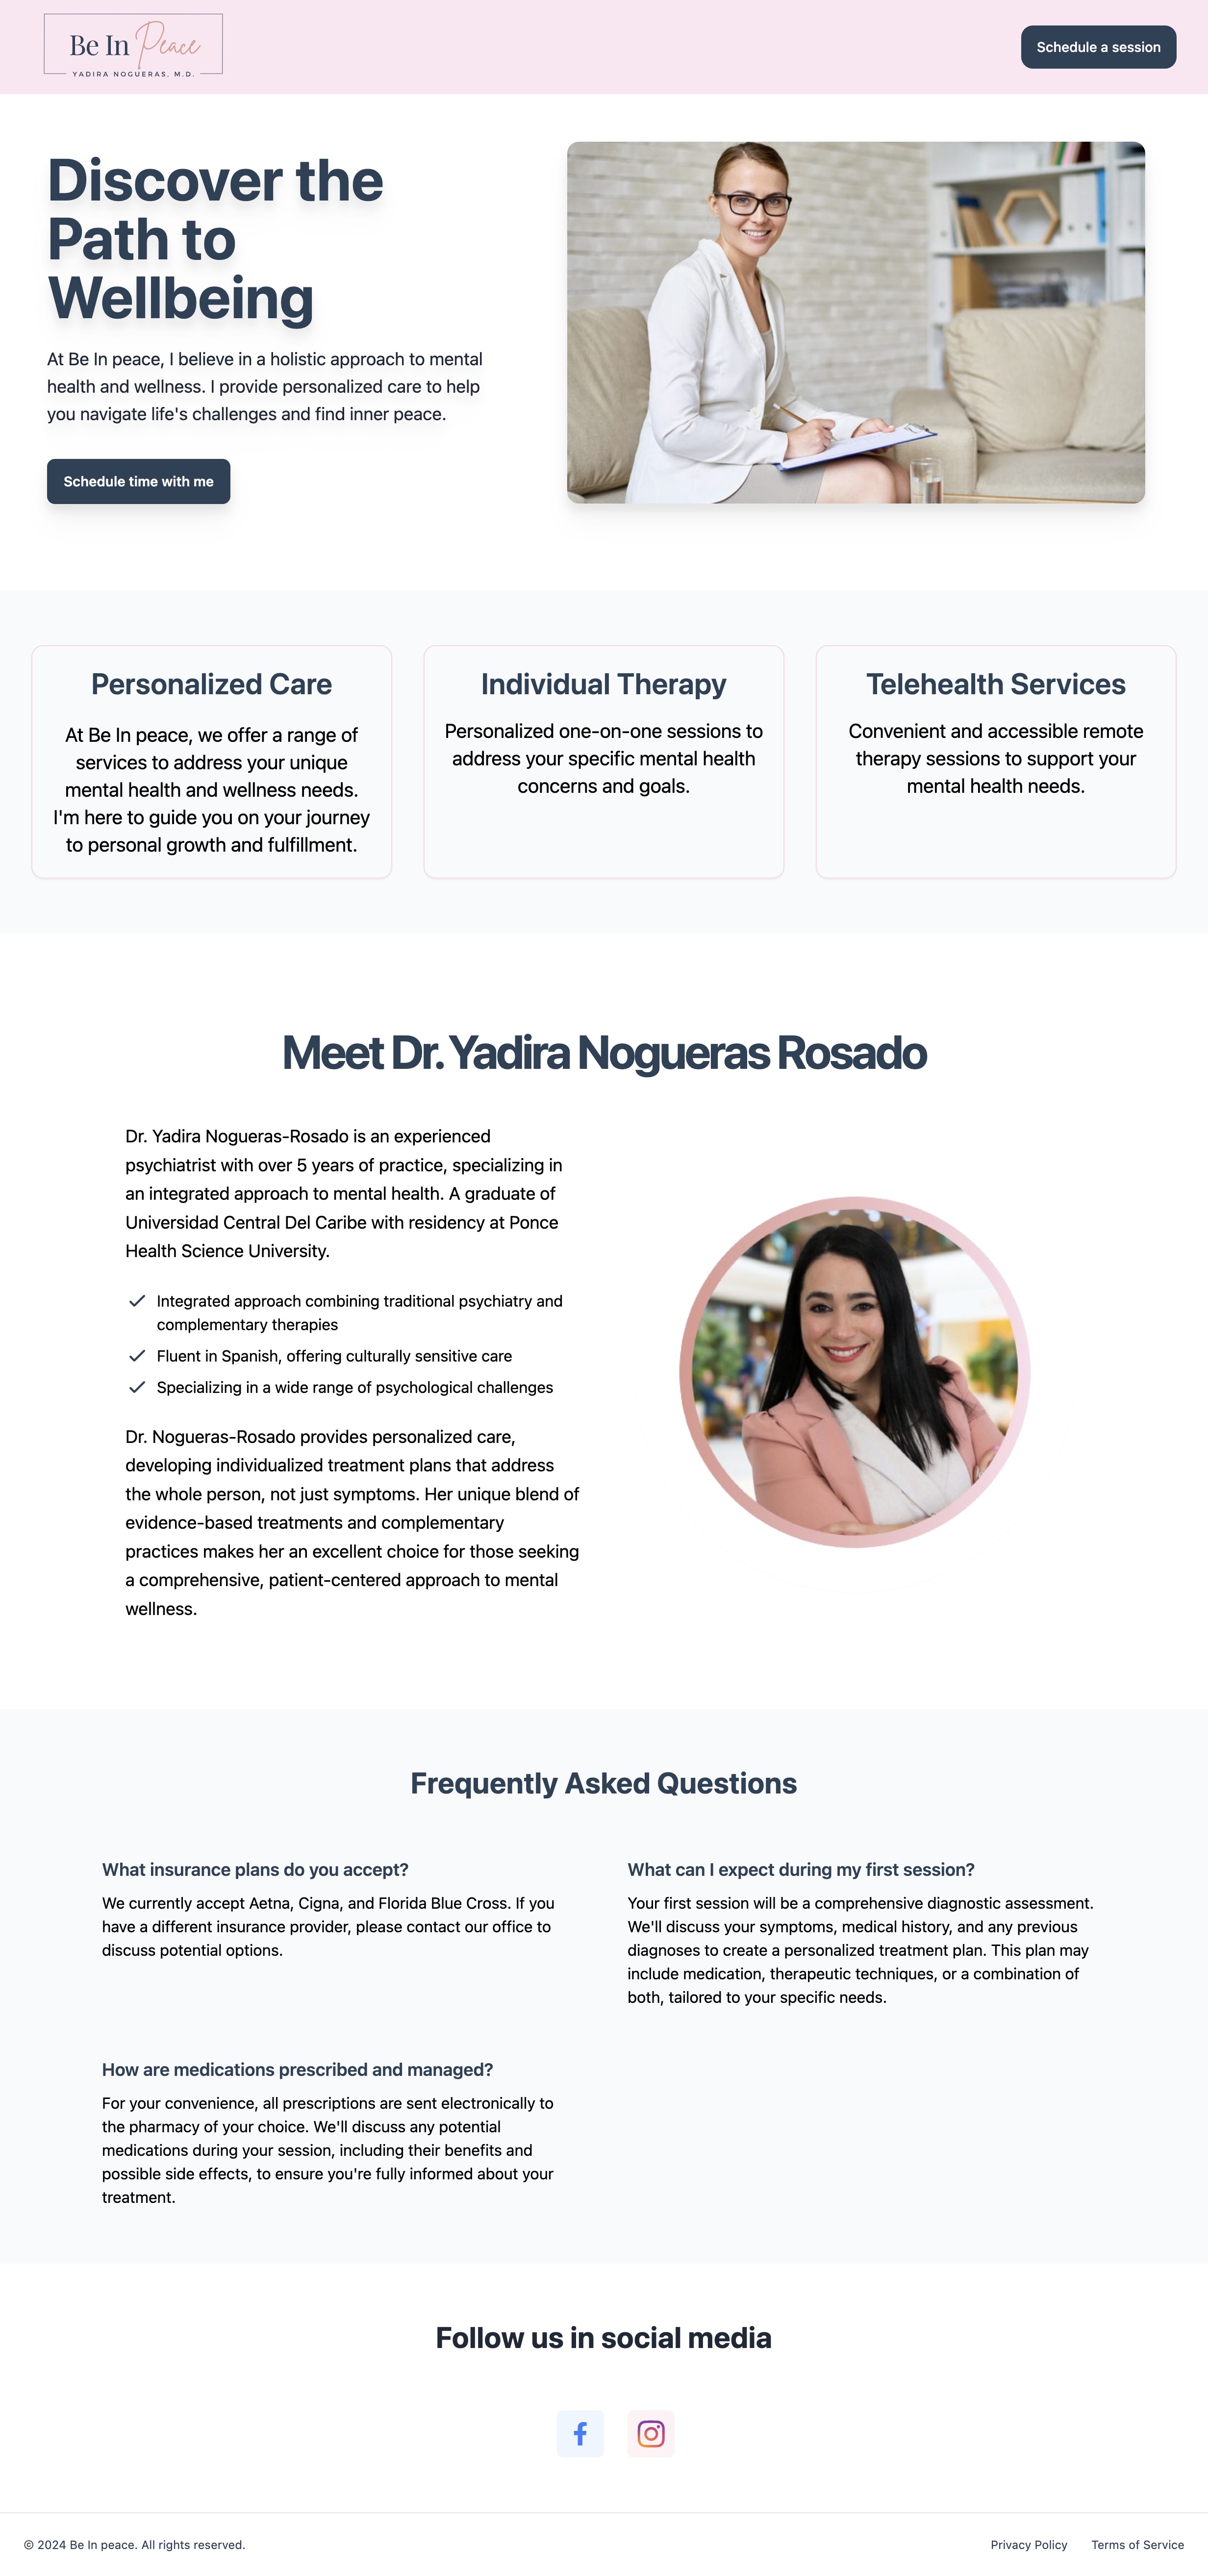 Be In Peace
YADIRA NOGUERAS, M.D.
Schedule a session
Discover the
Path to
Wellbeing
At Be In peace, I believe in a holistic approach to mental
health and wellness. I provide personalized care to help
you navigate life's challenges and find inner peace.
Schedule time with me
Personalized Care
At Be In peace, we offer a range of
services to address your unique
mental health and wellness needs.
I'm here to guide you on your journey
to personal growth and fulfillment.
Individual Therapy
Personalized one-on-one sessions to
address your specific mental health
concerns and goals.
Telehealth Services
Convenient and accessible remote
therapy sessions to support your
mental health needs.
Meet Dr. Yadira Nogueras Rosado
Dr. Yadira Nogueras-Rosado is an experienced
psychiatrist with over 5 years of practice, specializing in
an integrated approach to mental health. A graduate of
Universidad Central Del Caribe with residency at Ponce
Health Science University.
Integrated approach combining traditional psychiatry and
complementary therapies
Fluent in Spanish, offering culturally sensitive care
Specializing in a wide range of psychological challenges
Dr. Nogueras-Rosado provides personalized care,
developing individualized treatment plans that address
the whole person, not just symptoms. Her unique blend of
evidence-based treatments and complementary
practices makes her an excellent choice for those seeking
a comprehensive, patient-centered approach to mental
wellness.
Frequently Asked Questions
What insurance plans do you accept?
We currently accept Aetna, Cigna, and Florida Blue Cross. If you
have a different insurance provider, please contact our office to
discuss potential options.
What can I expect during my first session?
Your first session will be a comprehensive diagnostic assessment.
We'll discuss your symptoms, medical history, and any previous
diagnoses to create a personalized treatment plan. This plan may
include medication, therapeutic techniques, or a combination of
both, tailored to your specific needs.
How are medications prescribed and managed?
For your convenience, all prescriptions are sent electronically to
the pharmacy of your choice. We'll discuss any potential
medications during your session, including their benefits and
possible side effects, to ensure you're fully informed about your
treatment.
Follow us in social media
© 2024 Be In peace. All rights reserved.
Privacy Policy
Terms of Service